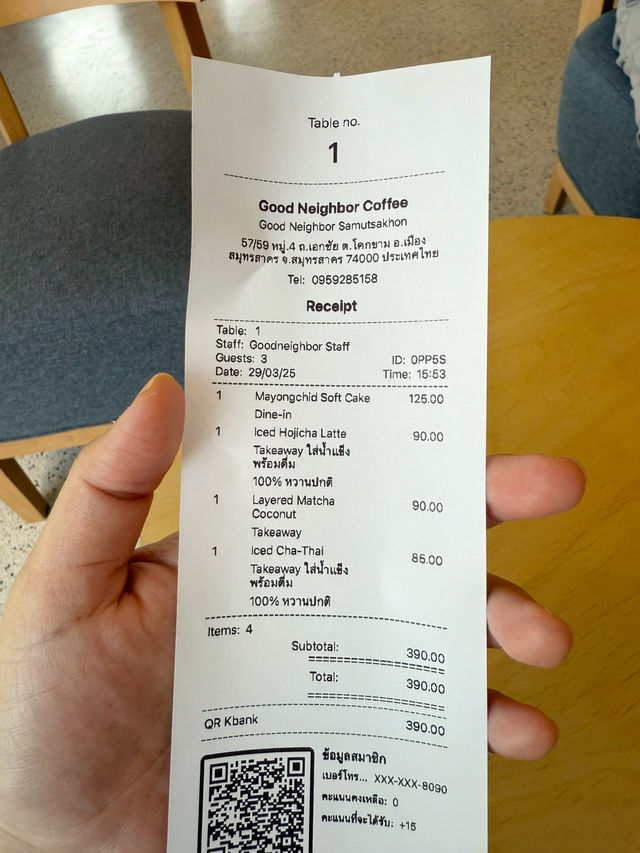 Table no.
1
Good Neighbor Coffee
Good Neighbor Samutsakhon
57/59 หมู่.4 ถ.เอกชัย ต.โคกขาม อ.เมือง
สมุทรสาคร จ.สมุทรสาคร 74000 ประเทศไทย
Tel: 0959285158
Receipt
Table: 1
Staff: Goodneighbor Staff
Guests: 3 ID: 0PP5S
Date: 29/03/25 Time: 15:53
1 Mayongchid Soft Cake 125.00
Dine-in
1 Iced Hojicha Latte 90.00
Takeaway ใส่น้ำแข็ง
พร้อมดื่ม
100% หวานปกติ
1 Layered Matcha 90.00
Coconut
Takeaway
1 Iced Cha-Thai 85.00
Takeaway ใส่น้ำแข็ง
พร้อมดื่ม
100% หวานปกติ
Items: 4
Subtotal: 390.00
Total: 390.00
QR Kbank 390.00
ข้อมูลสมาชิก
เบอร์โทร... XXX-XXX-8090
คะแนนคงเหลือ: 0
คะแนนที่จะได้รับ: +15